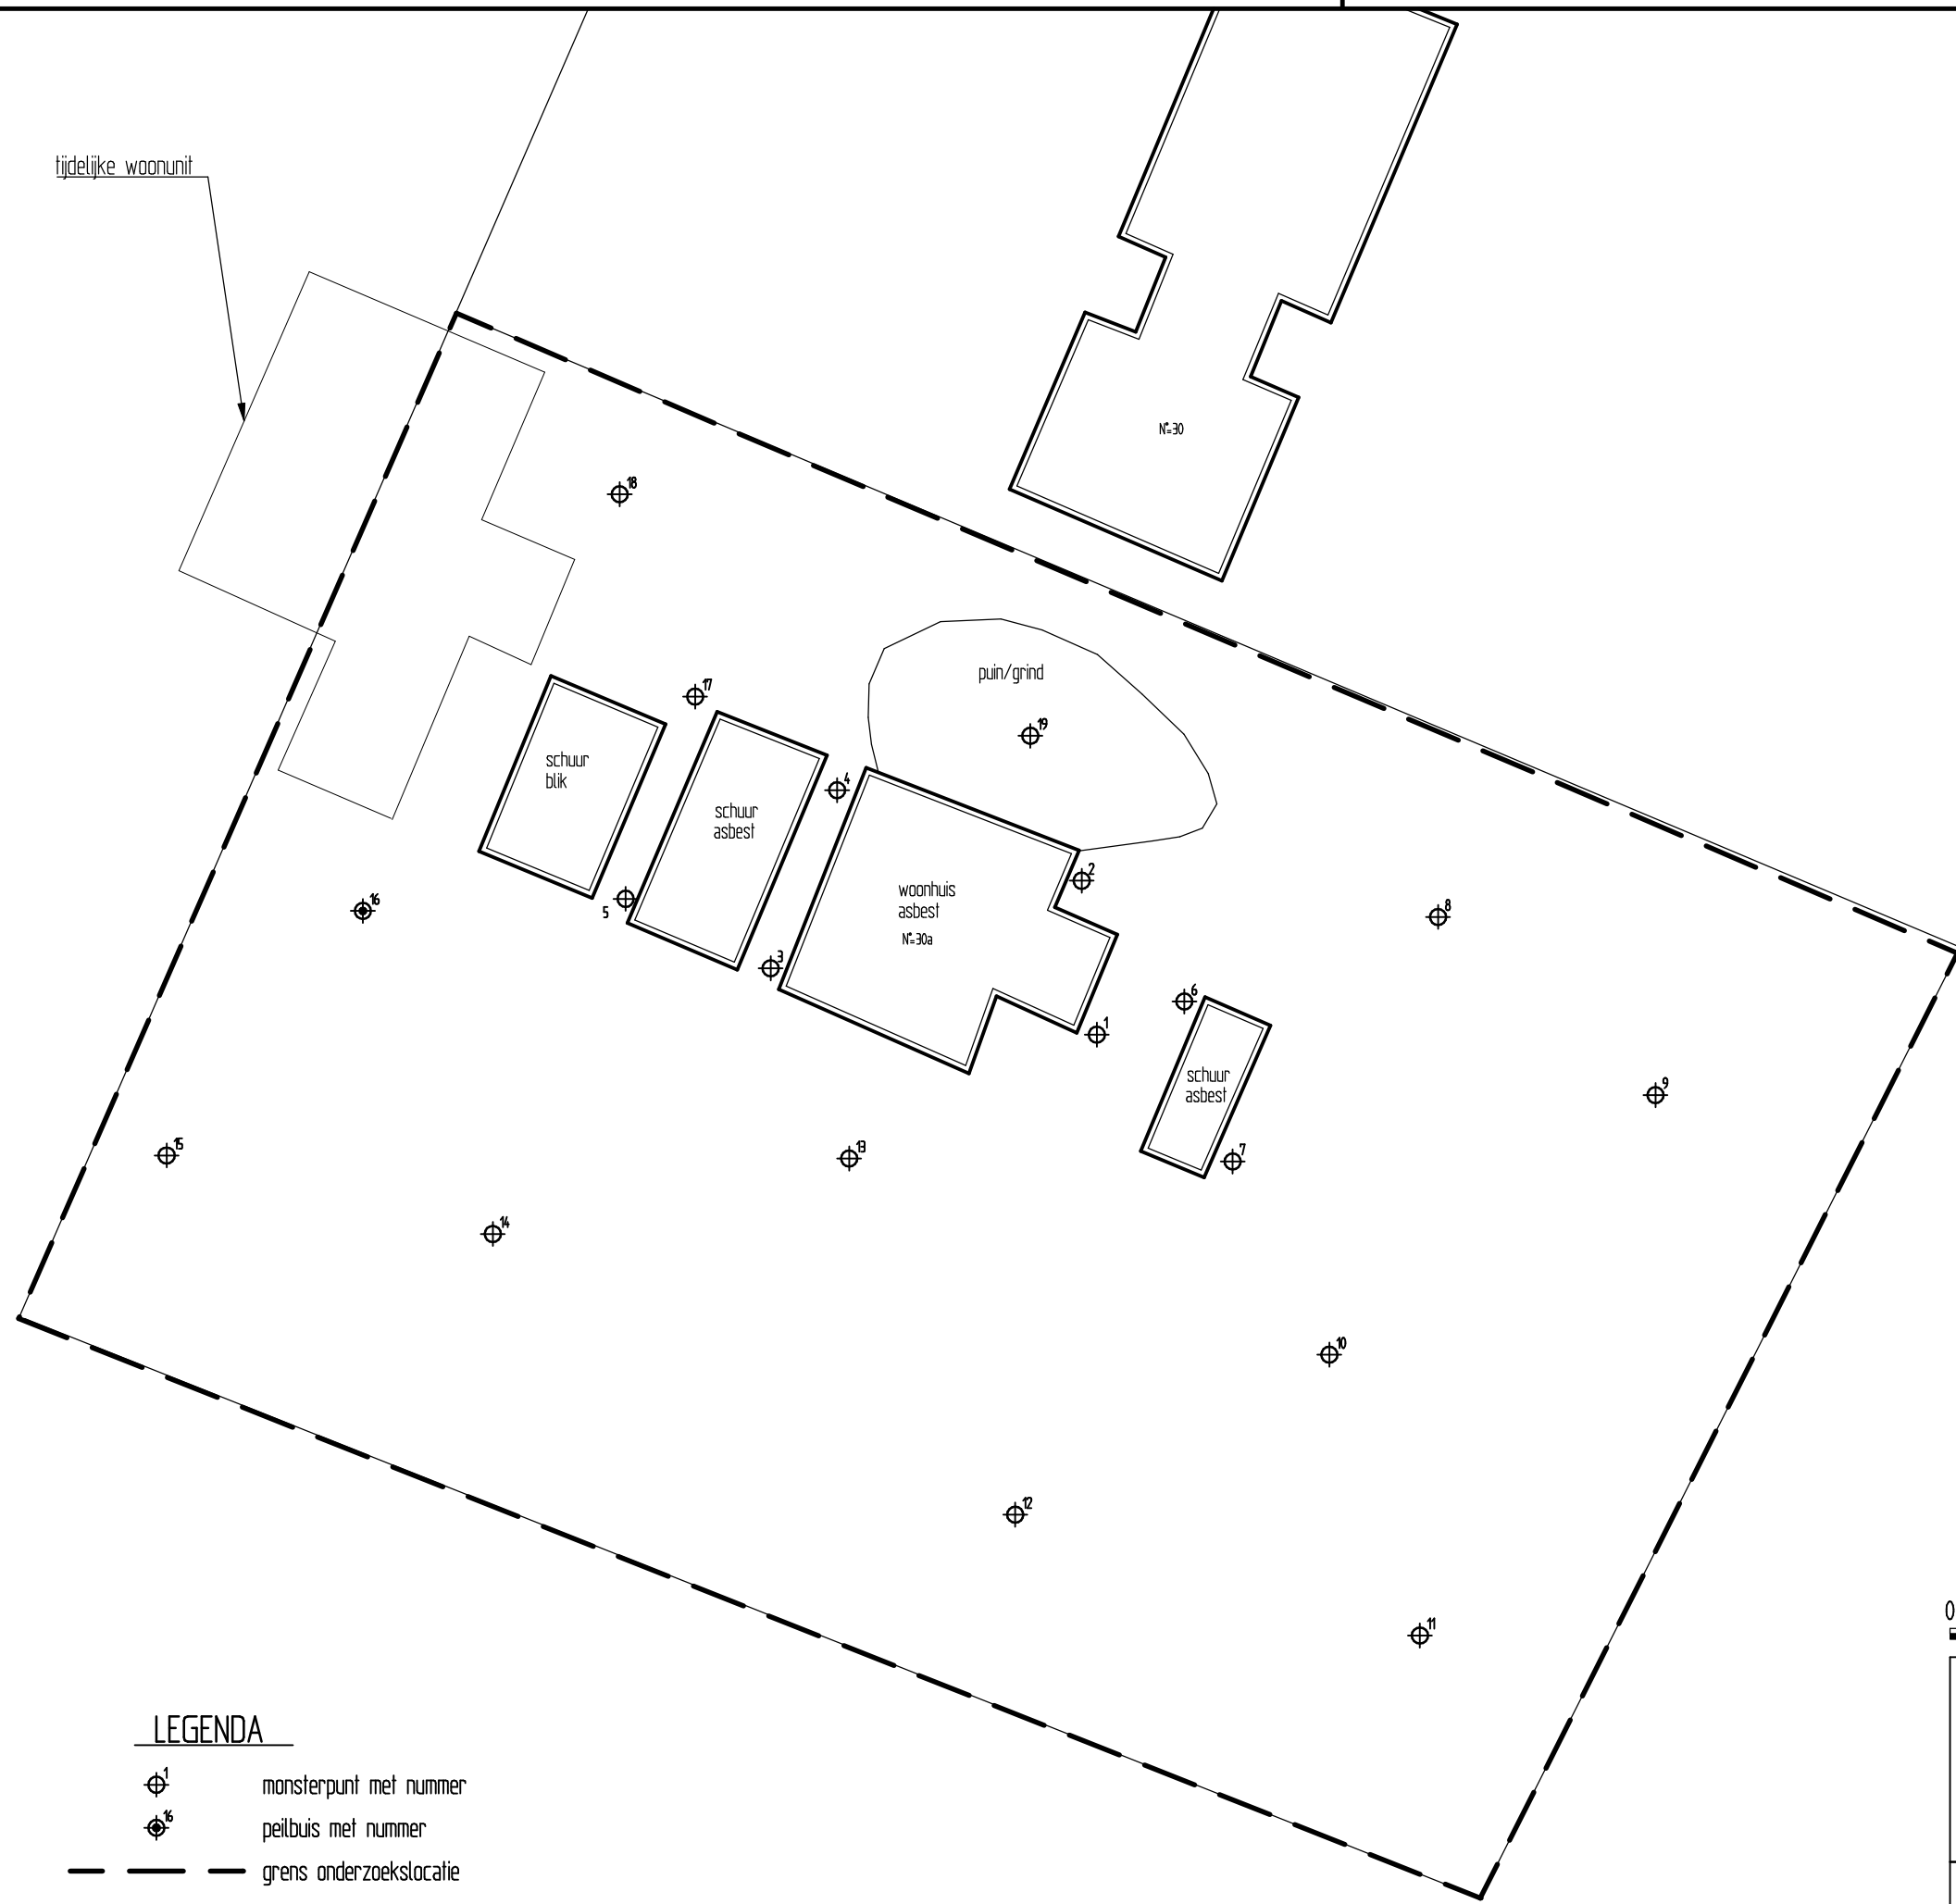 tijdelijke woonunit
N°=30
18
puin/grind
17
19
schuur
blik
4
schuur
asbest
2
woonhuis
asbest
N°=30a
16
5
8
3
6
1
schuur
asbest
9
15
13
7
14
10
12
11
0
LEGENDA
1 monsterpunt met nummer
16 peilbuis met nummer
grens onderzoekslocatie